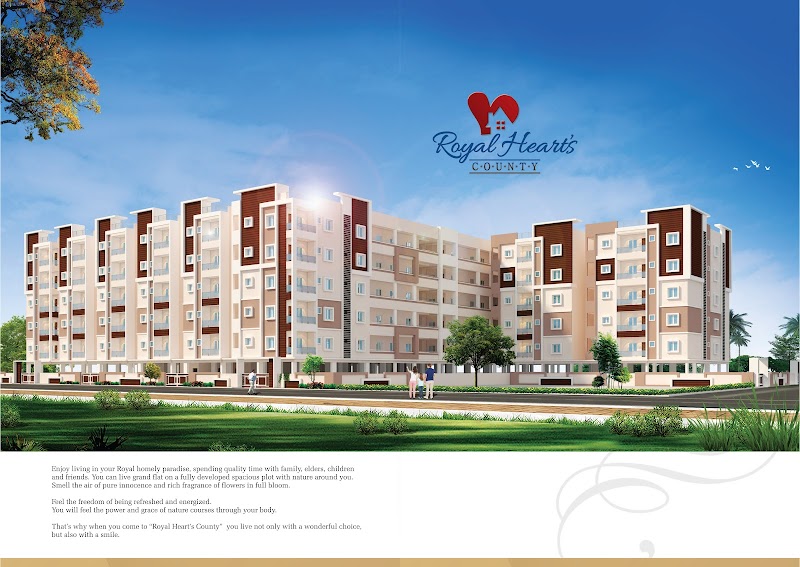 Royal Heart's
C·O·U·N·T·Y
Enjoy living in your Royal homely paradise, spending quality time with family, elders, children
and friends. You can live grand flat on a fully developed spacious plot with nature around you.
Smell the air of pure innocence and rich fragrance of flowers in full bloom.
Feel the freedom of being refreshed and energized.
You will feel the power and grace of nature courses through your body.
That's why when you come to "Royal Heart's County" you live not only with a wonderful choice,
but also with a smile.